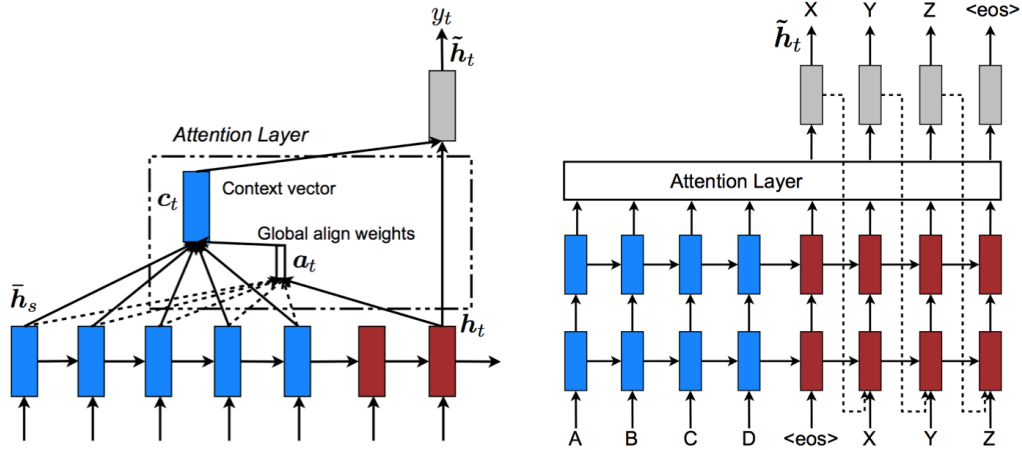 y_t
h̃_t
Attention Layer
c_t
Context vector
Global align weights
a_t
h̄_s
h_t
X Y Z <eos>
h̃_t
Attention Layer
A B C D <eos> X Y Z